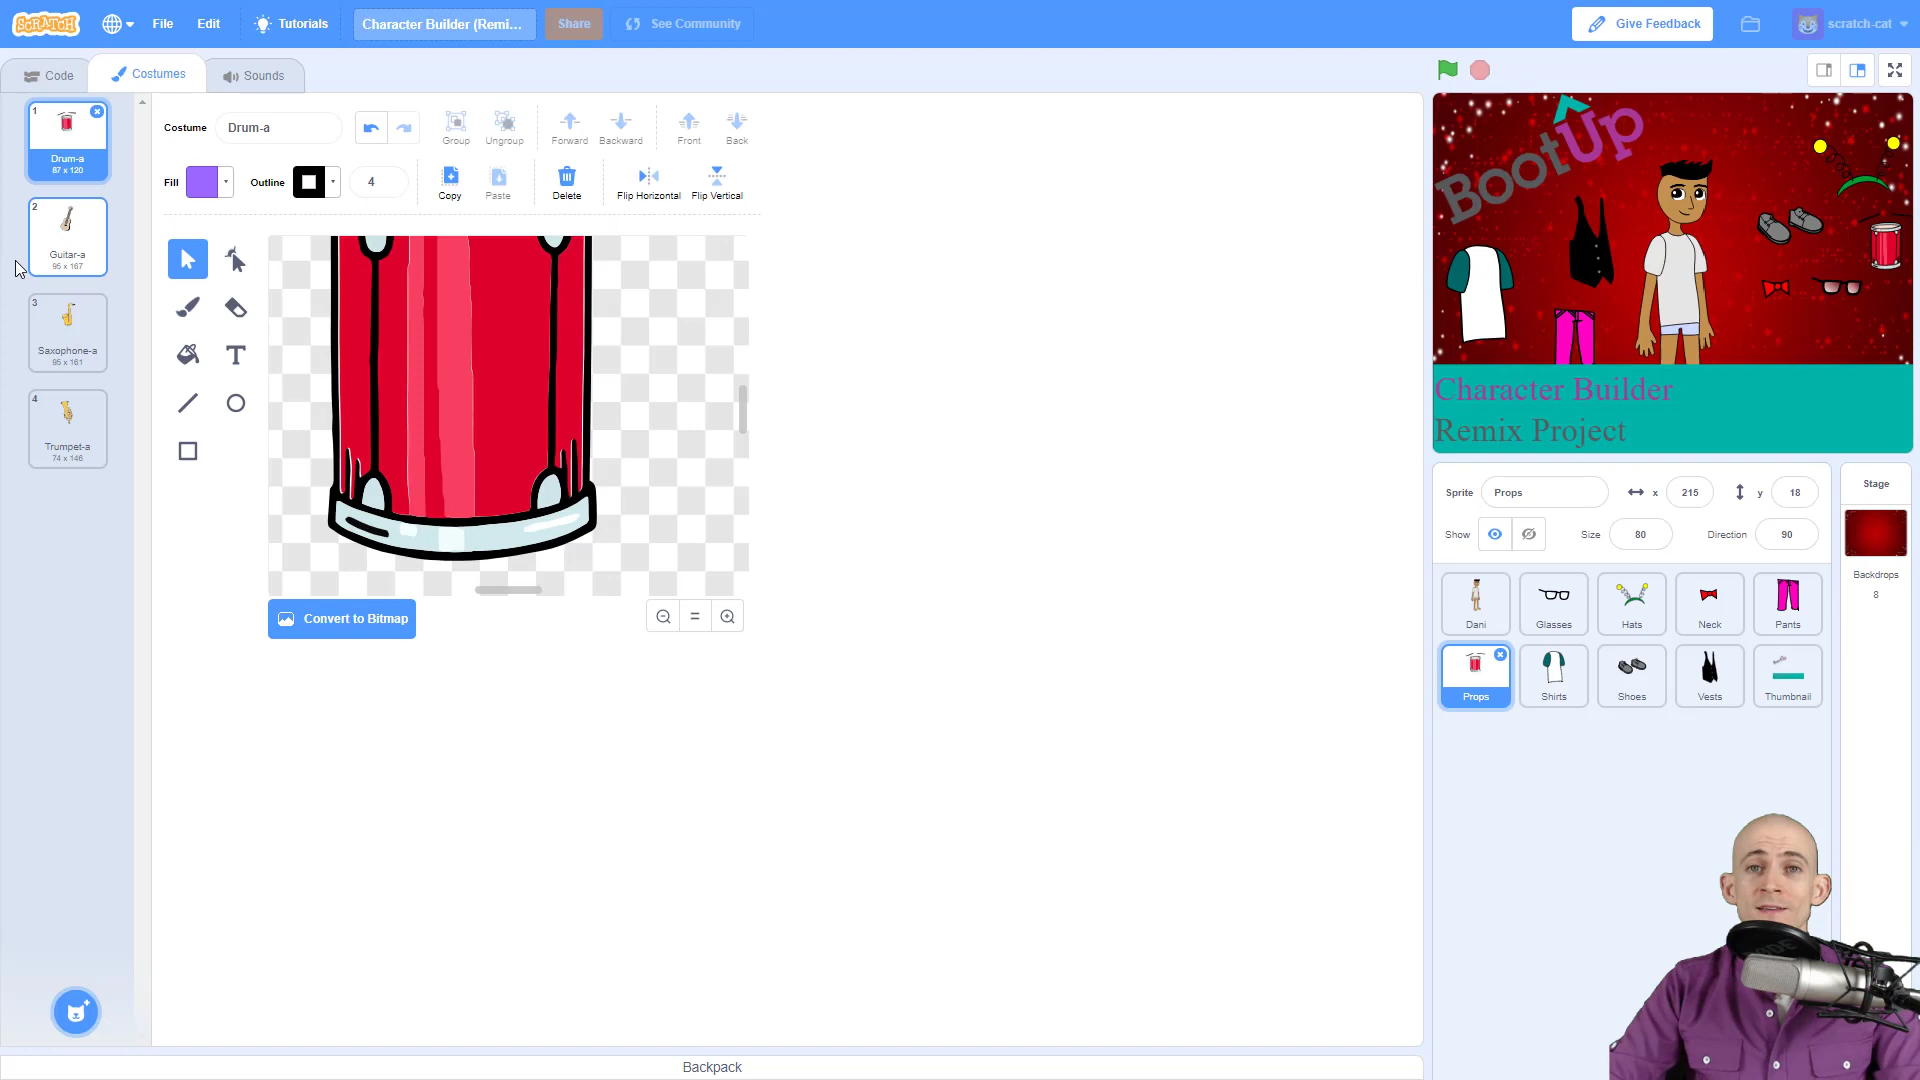 SCRATCH
File
Edit
Tutorials
Character Builder (Remi...
Share
See Community
Give Feedback
scratch-cat
Code
Costumes
Sounds
1
Drum-a
87 x 120
2
Guitar-a
95 x 167
3
Saxophone-a
95 x 161
4
Trumpet-a
74 x 146
Costume
Drum-a
Group
Ungroup
Forward
Backward
Front
Back
Fill
Outline
4
Copy
Paste
Delete
Flip Horizontal
Flip Vertical
Convert to Bitmap
BootUp
Character Builder
Remix Project
Sprite
Props
x
215
y
18
Show
Size
80
Direction
90
Dani
Glasses
Hats
Neck
Pants
Props
Shirts
Shoes
Vests
Thumbnail
Stage
Backdrops
8
Backpack